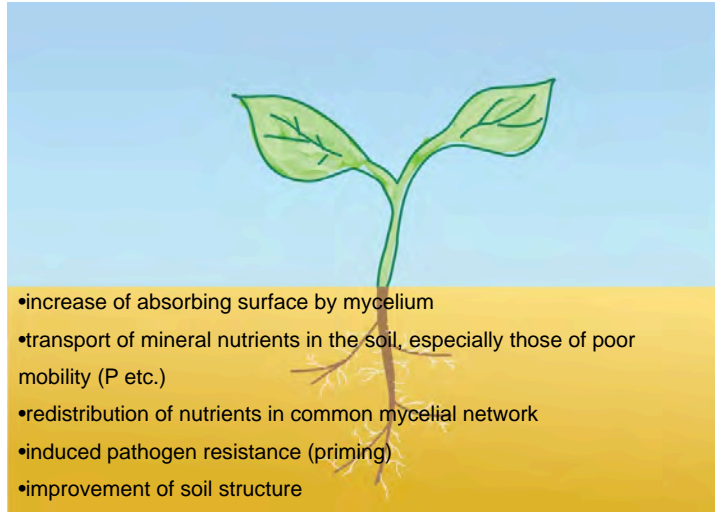 •increase of absorbing surface by mycelium
•transport of mineral nutrients in the soil, especially those of poor
mobility (P etc.)
•redistribution of nutrients in common mycelial network
•induced pathogen resistance (priming)
•improvement of soil structure